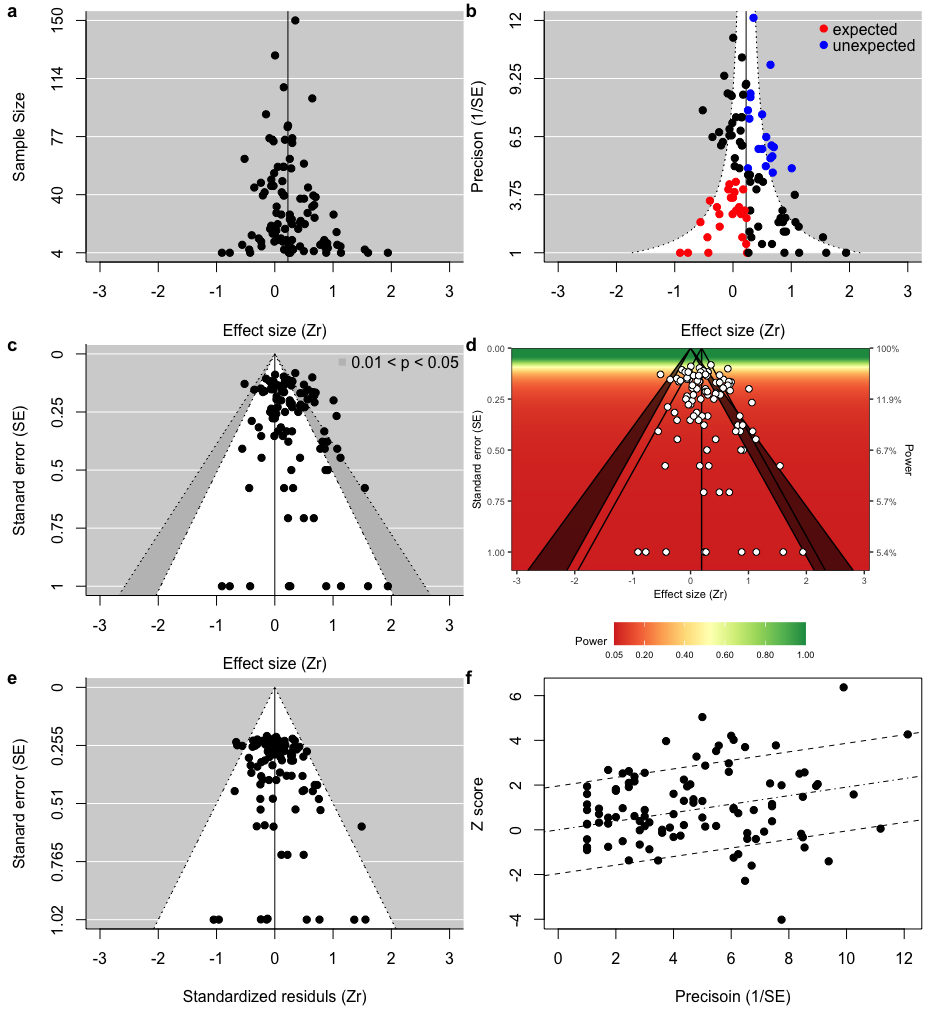 a
150
114
77
40
4
Sample Size
-3 -2 -1 0 1 2 3
Effect size (Zr)
b
12
9.25
6.5
3.75
1
Precison (1/SE)
expected
unexpected
-3 -2 -1 0 1 2 3
Effect size (Zr)
c
0
0.25
0.5
0.75
1
Stanard error (SE)
0.01 < p < 0.05
-3 -2 -1 0 1 2 3
Effect size (Zr)
d
0.00
0.25
0.50
0.75
1.00
Standard error (SE)
100%
11.9%
6.7%
5.7%
5.4%
Power
-3 -2 -1 0 1 2 3
Effect size (Zr)
Power
0.05 0.20 0.40 0.60 0.80 1.00
e
0
0.255
0.51
0.765
1.02
Stanard error (SE)
-3 -2 -1 0 1 2 3
Standardized residuls (Zr)
f
6
4
2
0
-2
-4
Z score
0 2 4 6 8 10 12
Precisoin (1/SE)